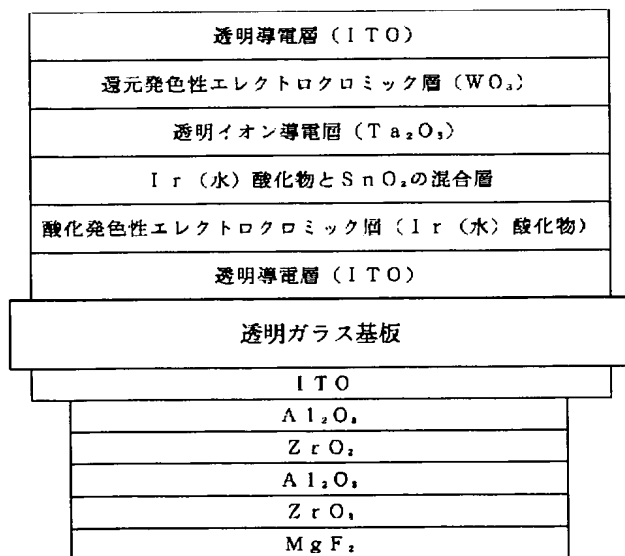 透明導電層（ITO）
還元発色性エレクトロクロミック層（WO₃）
透明イオン導電層（Ta₂O₅）
Ir（水）酸化物とSnO₂の混合層
酸化発色性エレクトロクロミック層（Ir（水）酸化物）
透明導電層（ITO）
透明ガラス基板
ITO
Al₂O₃
ZrO₂
Al₂O₃
ZrO₂
MgF₂